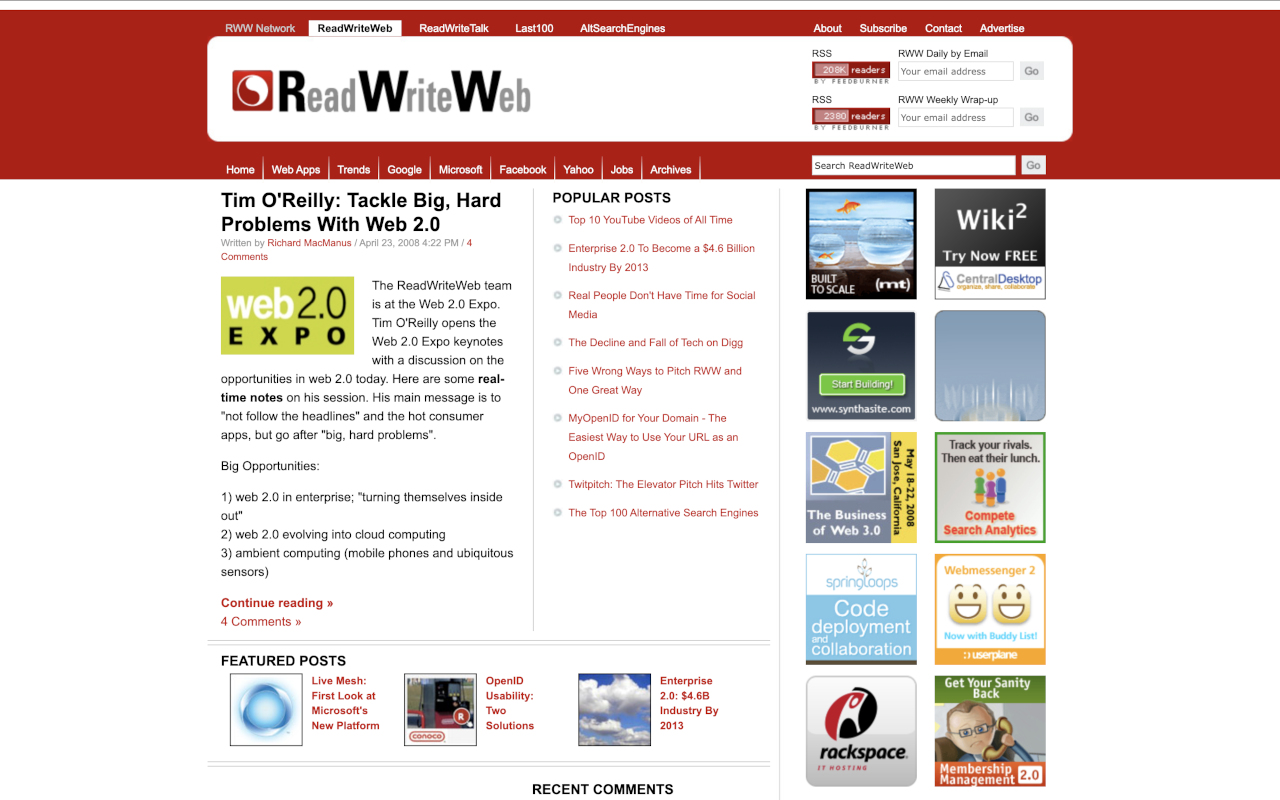 RWW Network ReadWriteWeb ReadWriteTalk Last100 AltSearchEngines About Subscribe Contact Advertise
ReadWriteWeb
RSS
208K readers
BY FEEDBURNER
RWW Daily by Email
Your email address Go
RSS
2380 readers
BY FEEDBURNER
RWW Weekly Wrap-up
Your email address Go
Home Web Apps Trends Google Microsoft Facebook Yahoo Jobs Archives
Search ReadWriteWeb Go
Tim O'Reilly: Tackle Big, Hard
Problems With Web 2.0
Written by Richard MacManus / April 23, 2008 4:22 PM / 4
Comments
web2.0
EXPO
The ReadWriteWeb team
is at the Web 2.0 Expo.
Tim O'Reilly opens the
Web 2.0 Expo keynotes
with a discussion on the
opportunities in web 2.0 today. Here are some real-
time notes on his session. His main message is to
"not follow the headlines" and the hot consumer
apps, but go after "big, hard problems".
Big Opportunities:
1) web 2.0 in enterprise; "turning themselves inside
out"
2) web 2.0 evolving into cloud computing
3) ambient computing (mobile phones and ubiquitous
sensors)
Continue reading »
4 Comments »
POPULAR POSTS
Top 10 YouTube Videos of All Time
Enterprise 2.0 To Become a $4.6 Billion
Industry By 2013
Real People Don't Have Time for Social
Media
The Decline and Fall of Tech on Digg
Five Wrong Ways to Pitch RWW and
One Great Way
MyOpenID for Your Domain - The
Easiest Way to Use Your URL as an
OpenID
Twitpitch: The Elevator Pitch Hits Twitter
The Top 100 Alternative Search Engines
FEATURED POSTS
Live Mesh:
First Look at
Microsoft's
New Platform
R
conoco
OpenID
Usability:
Two
Solutions
Enterprise
2.0: $4.6B
Industry By
2013
RECENT COMMENTS
BUILT
TO SCALE (mt)
Wiki2
Try Now FREE
CentralDesktop
organize, share, collaborate
Start Building!
www.synthasite.com
The Business
of Web 3.0
May 18-22, 2008
San Jose, California
Track your rivals.
Then eat their lunch.
Compete
Search Analytics
springloops
Code
deployment
and
collaboration
Webmessenger 2
Now with Buddy List!
userplane
rackspace
IT HOSTING
Get Your Sanity
Back
Membership
Management 2.0